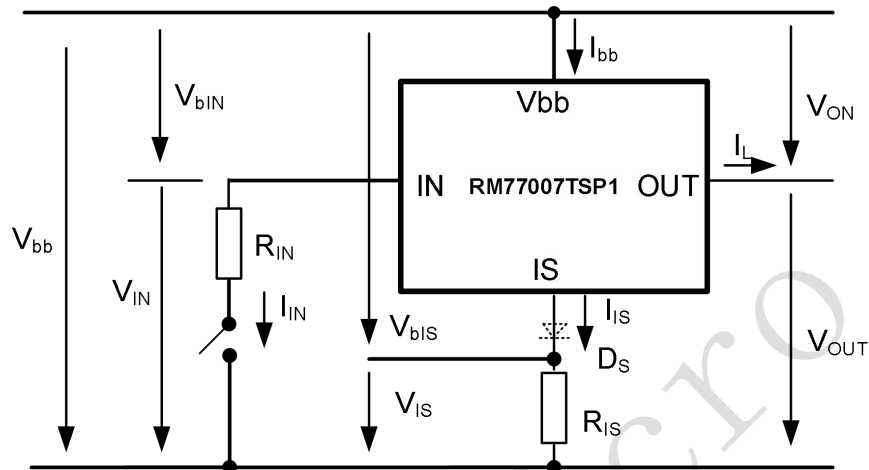 I_bb
V_bIN
Vbb
V_ON
I_L
IN
RM77007TSP1
OUT
V_bb
R_IN
IS
V_IN
I_IN
I_IS
V_bIS
D_S
V_OUT
V_IS
R_IS
cro